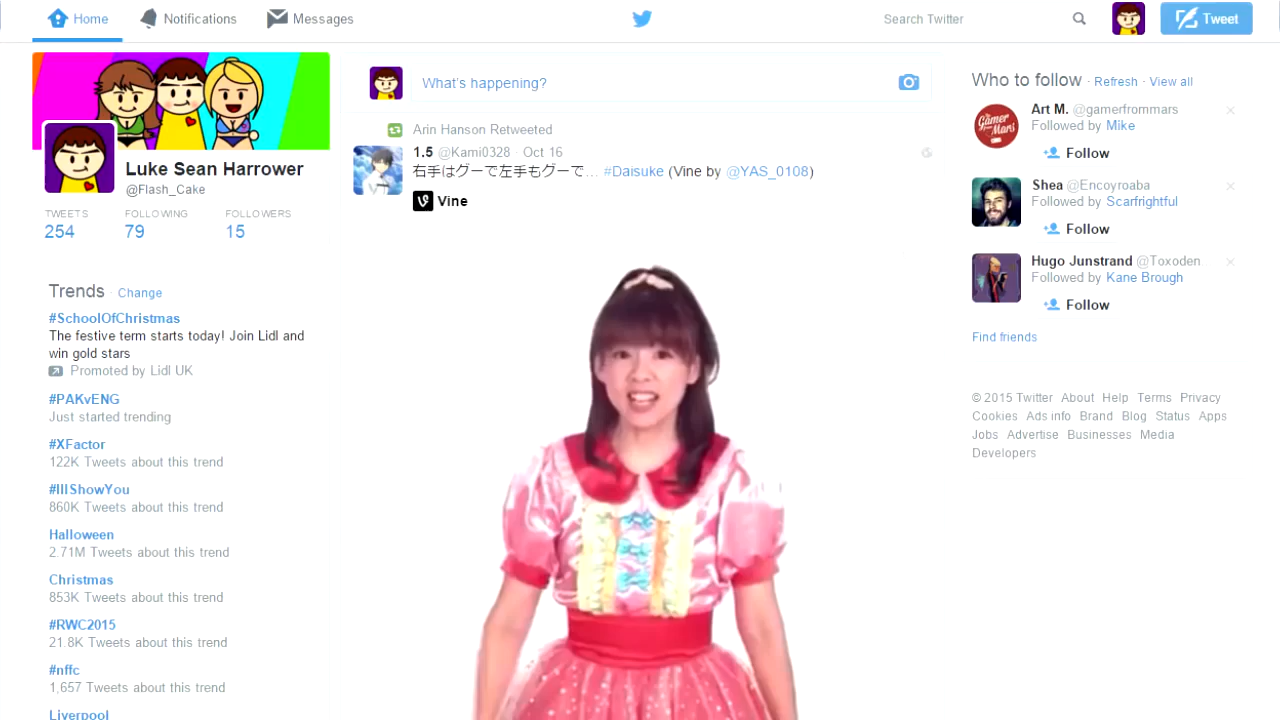 Home Notifications Messages Search Twitter Tweet
Luke Sean Harrower
@Flash_Cake
TWEETS FOLLOWING FOLLOWERS
254 79 15
Trends · Change
#SchoolOfChristmas
The festive term starts today! Join Lidl and
win gold stars
Promoted by Lidl UK
#PAKvENG
Just started trending
#XFactor
122K Tweets about this trend
#IllShowYou
860K Tweets about this trend
Halloween
2.71M Tweets about this trend
Christmas
853K Tweets about this trend
#RWC2015
21.8K Tweets about this trend
#nffc
1,657 Tweets about this trend
Liverpool
What's happening?
Arin Hanson Retweeted
1.5 @Kami0328 · Oct 16
右手はグーで左手もグーで… #Daisuke (Vine by @YAS_0108)
Vine
Who to follow · Refresh · View all
The Gamer From Mars
Art M. @gamerfrommars
Followed by Mike
Follow
Shea @Encoyroaba
Followed by Scarfrightful
Follow
Hugo Junstrand @Toxoden
Followed by Kane Brough
Follow
Find friends
© 2015 Twitter About Help Terms Privacy
Cookies Ads info Brand Blog Status Apps
Jobs Advertise Businesses Media
Developers